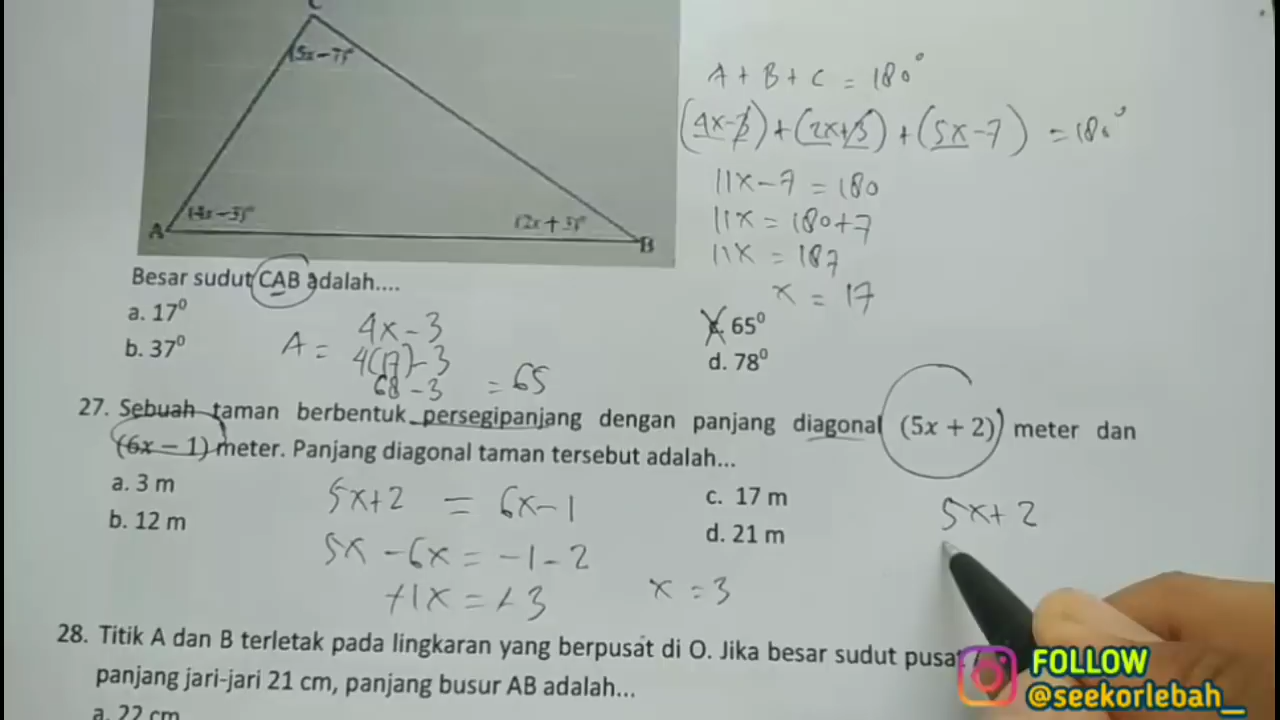 C
(5x−7)°
(4x−3)°
(2x+3)°
A
B
A + B + C = 180°
(4x-3)+(2x+3)+(5x-7) = 180°
11x-7 = 180
11x = 180+7
11x = 187
x = 17
Besar sudut CAB adalah....
a. 17⁰
b. 37⁰
c. 65⁰
d. 78⁰
A = 4x-3
4(17)-3
68-3 = 65
27. Sebuah taman berbentuk persegipanjang dengan panjang diagonal (5x + 2) meter dan
(6x − 1) meter. Panjang diagonal taman tersebut adalah...
a. 3 m
b. 12 m
c. 17 m
d. 21 m
5x+2 = 6x-1
5x - 6x = -1-2
+1x = +3
x = 3
5x+2
28. Titik A dan B terletak pada lingkaran yang berpusat di O. Jika besar sudut pusat
panjang jari-jari 21 cm, panjang busur AB adalah...
a. 22 cm
FOLLOW
@seekorlebah_